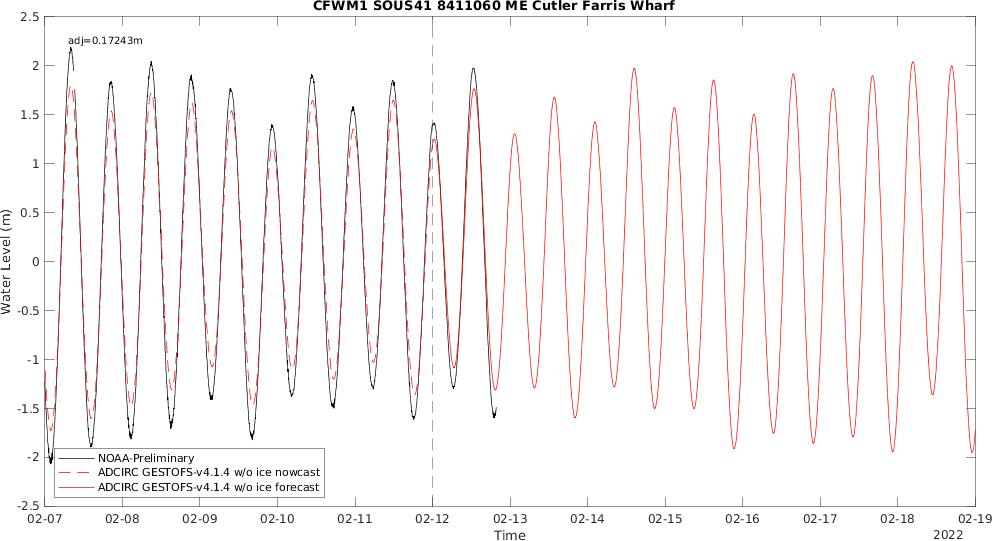 CFWM1 SOUS41 8411060 ME Cutler Farris Wharf
adj=0.17243m
2.5
2
1.5
1
0.5
0
-0.5
-1
-1.5
-2
-2.5
Water Level (m)
NOAA-Preliminary
ADCIRC GESTOFS-v4.1.4 w/o ice nowcast
ADCIRC GESTOFS-v4.1.4 w/o ice forecast
02-07 02-08 02-09 02-10 02-11 02-12 02-13 02-14 02-15 02-16 02-17 02-18 02-19
Time
2022